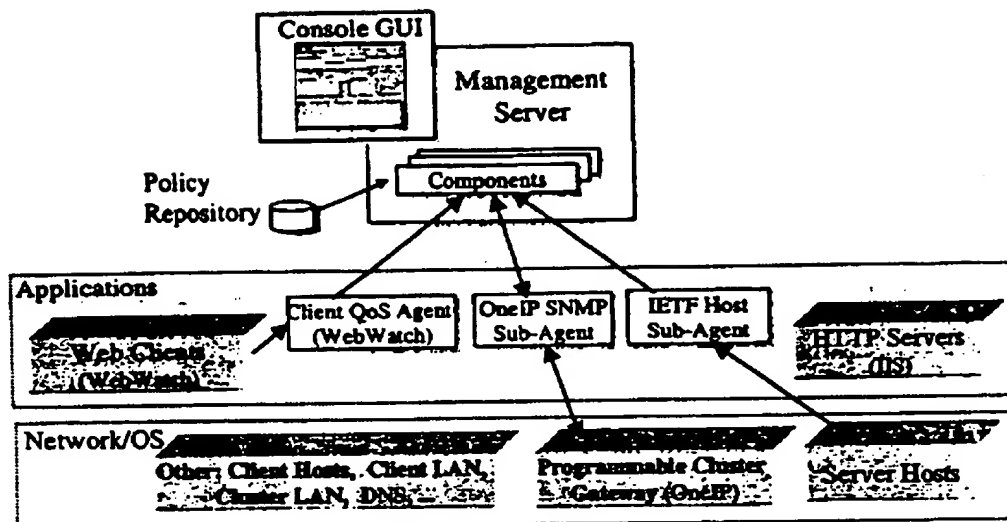 Console GUI
Management
Server
Components
Policy
Repository
Applications
Client QoS Agent
(WebWatch)
OneIP SNMP
Sub-Agent
IETF Host
Sub-Agent
Web Clients
(WebWatch)
HTTP Servers
(IIS)
Network/OS
Other: Client Hosts, Client LAN,
Cluster LAN, DNS,
Programmable Cluster
Gateway (OneIP)
Server Hosts